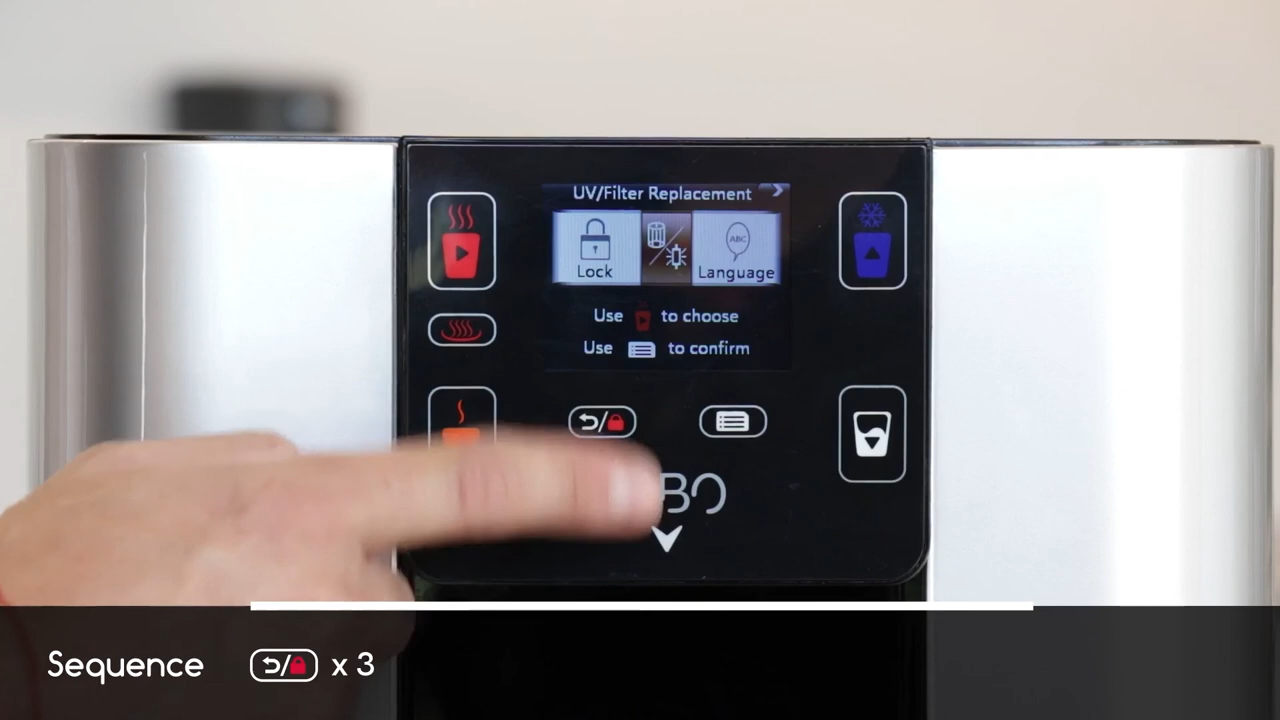 UV/Filter Replacement
ABC
Lock
Language
Use to choose
Use to confirm
Sequence x 3